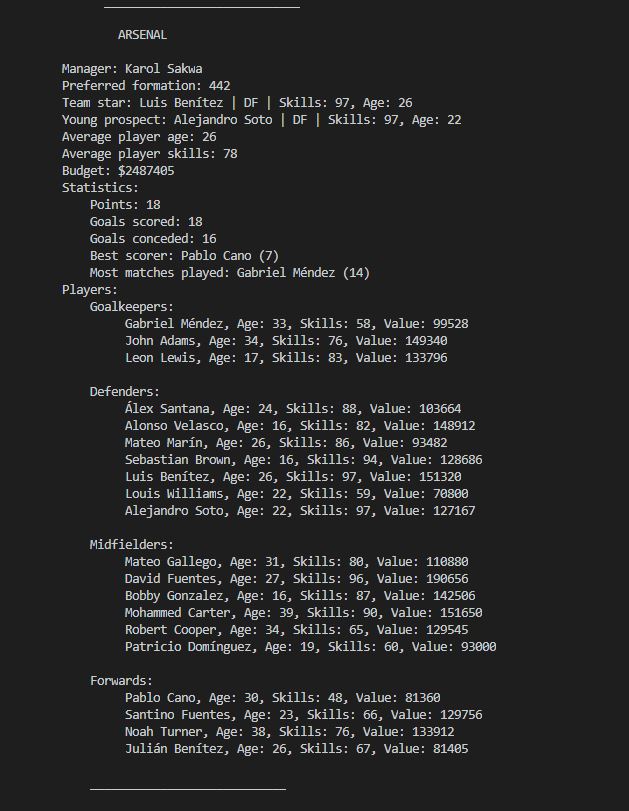 ARSENAL
Manager: Karol Sakwa
Preferred formation: 442
Team star: Luis Benítez | DF | Skills: 97, Age: 26
Young prospect: Alejandro Soto | DF | Skills: 97, Age: 22
Average player age: 26
Average player skills: 78
Budget: $2487405
Statistics:
Points: 18
Goals scored: 18
Goals conceded: 16
Best scorer: Pablo Cano (7)
Most matches played: Gabriel Méndez (14)
Players:
Goalkeepers:
Gabriel Méndez, Age: 33, Skills: 58, Value: 99528
John Adams, Age: 34, Skills: 76, Value: 149340
Leon Lewis, Age: 17, Skills: 83, Value: 133796
Defenders:
Álex Santana, Age: 24, Skills: 88, Value: 103664
Alonso Velasco, Age: 16, Skills: 82, Value: 148912
Mateo Marín, Age: 26, Skills: 86, Value: 93482
Sebastian Brown, Age: 16, Skills: 94, Value: 128686
Luis Benítez, Age: 26, Skills: 97, Value: 151320
Louis Williams, Age: 22, Skills: 59, Value: 70800
Alejandro Soto, Age: 22, Skills: 97, Value: 127167
Midfielders:
Mateo Gallego, Age: 31, Skills: 80, Value: 110880
David Fuentes, Age: 27, Skills: 96, Value: 190656
Bobby Gonzalez, Age: 16, Skills: 87, Value: 142506
Mohammed Carter, Age: 39, Skills: 90, Value: 151650
Robert Cooper, Age: 34, Skills: 65, Value: 129545
Patricio Domínguez, Age: 19, Skills: 60, Value: 93000
Forwards:
Pablo Cano, Age: 30, Skills: 48, Value: 81360
Santino Fuentes, Age: 23, Skills: 66, Value: 129756
Noah Turner, Age: 38, Skills: 76, Value: 133912
Julián Benítez, Age: 26, Skills: 67, Value: 81405